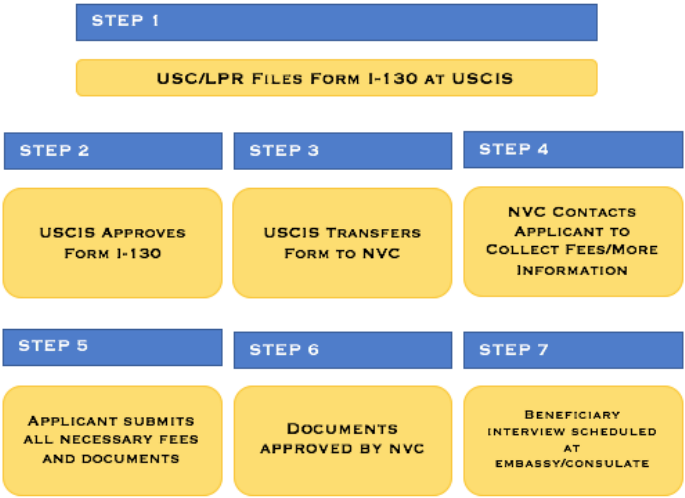 STEP 1
USC/LPR Files Form I-130 at USCIS
STEP 2
STEP 3
STEP 4
USCIS Approves
Form I-130
USCIS Transfers
Form to NVC
NVC Contacts
Applicant to
Collect Fees/More
Information
STEP 5
STEP 6
STEP 7
Applicant submits
all necessary fees
and documents
Documents
approved by NVC
Beneficiary
interview scheduled
at
embassy/consulate